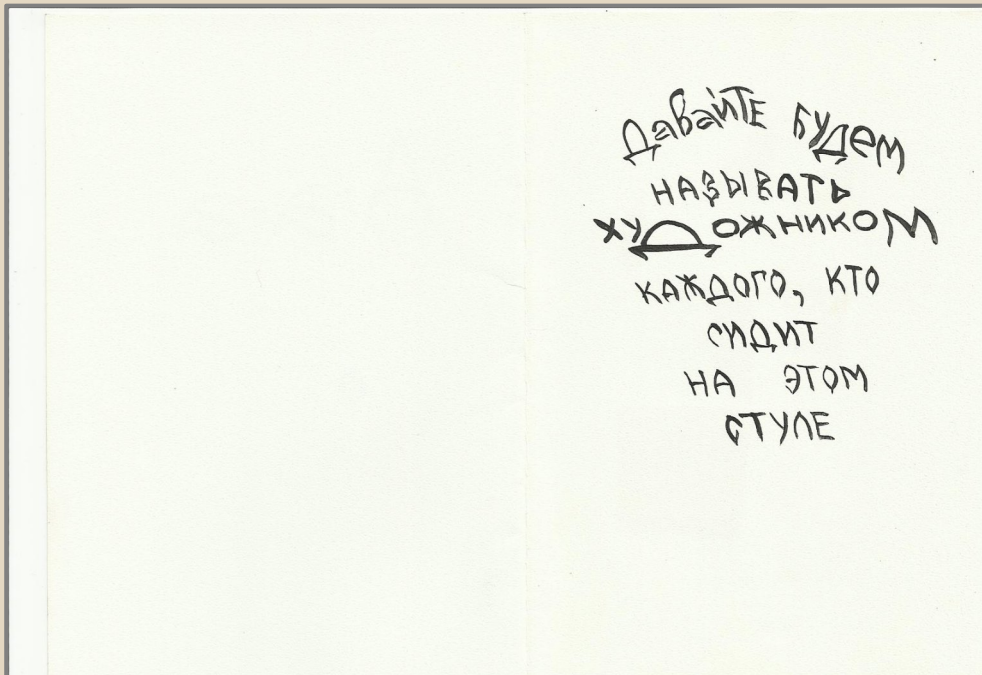 Давайте будем
называть
художником
каждого, кто
сидит
на этом
стуле